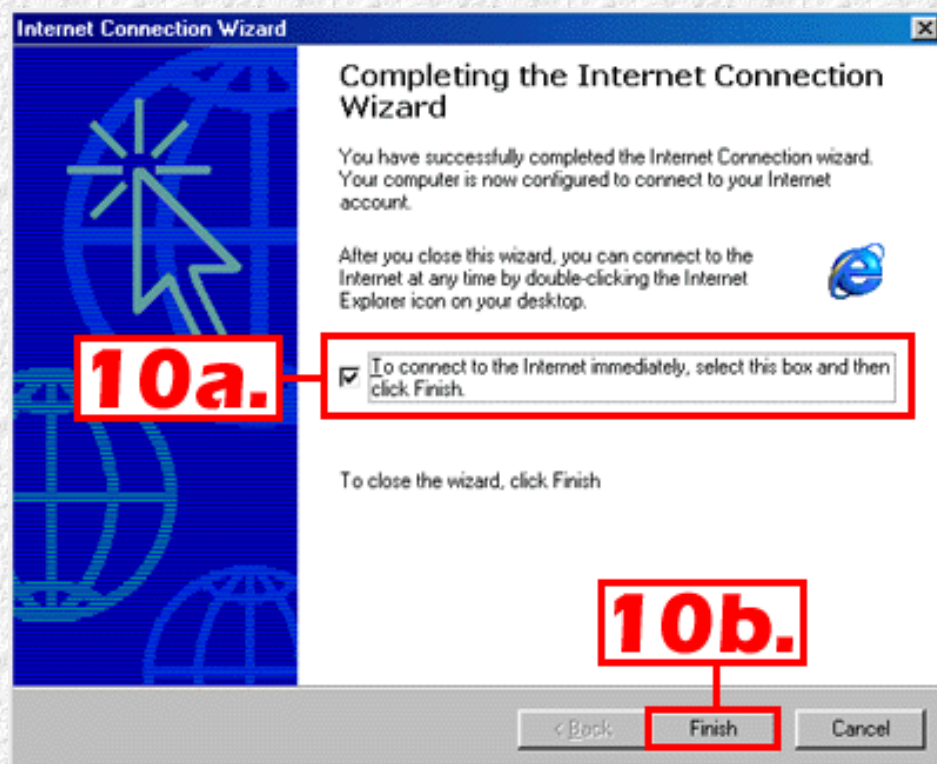 Internet Connection Wizard
Completing the Internet Connection
Wizard
You have successfully completed the Internet Connection wizard.
Your computer is now configured to connect to your Internet
account.
After you close this wizard, you can connect to the
Internet at any time by double-clicking the Internet
Explorer icon on your desktop.
10a.
To connect to the Internet immediately, select this box and then
click Finish.
To close the wizard, click Finish
10b.
< Back
Finish
Cancel